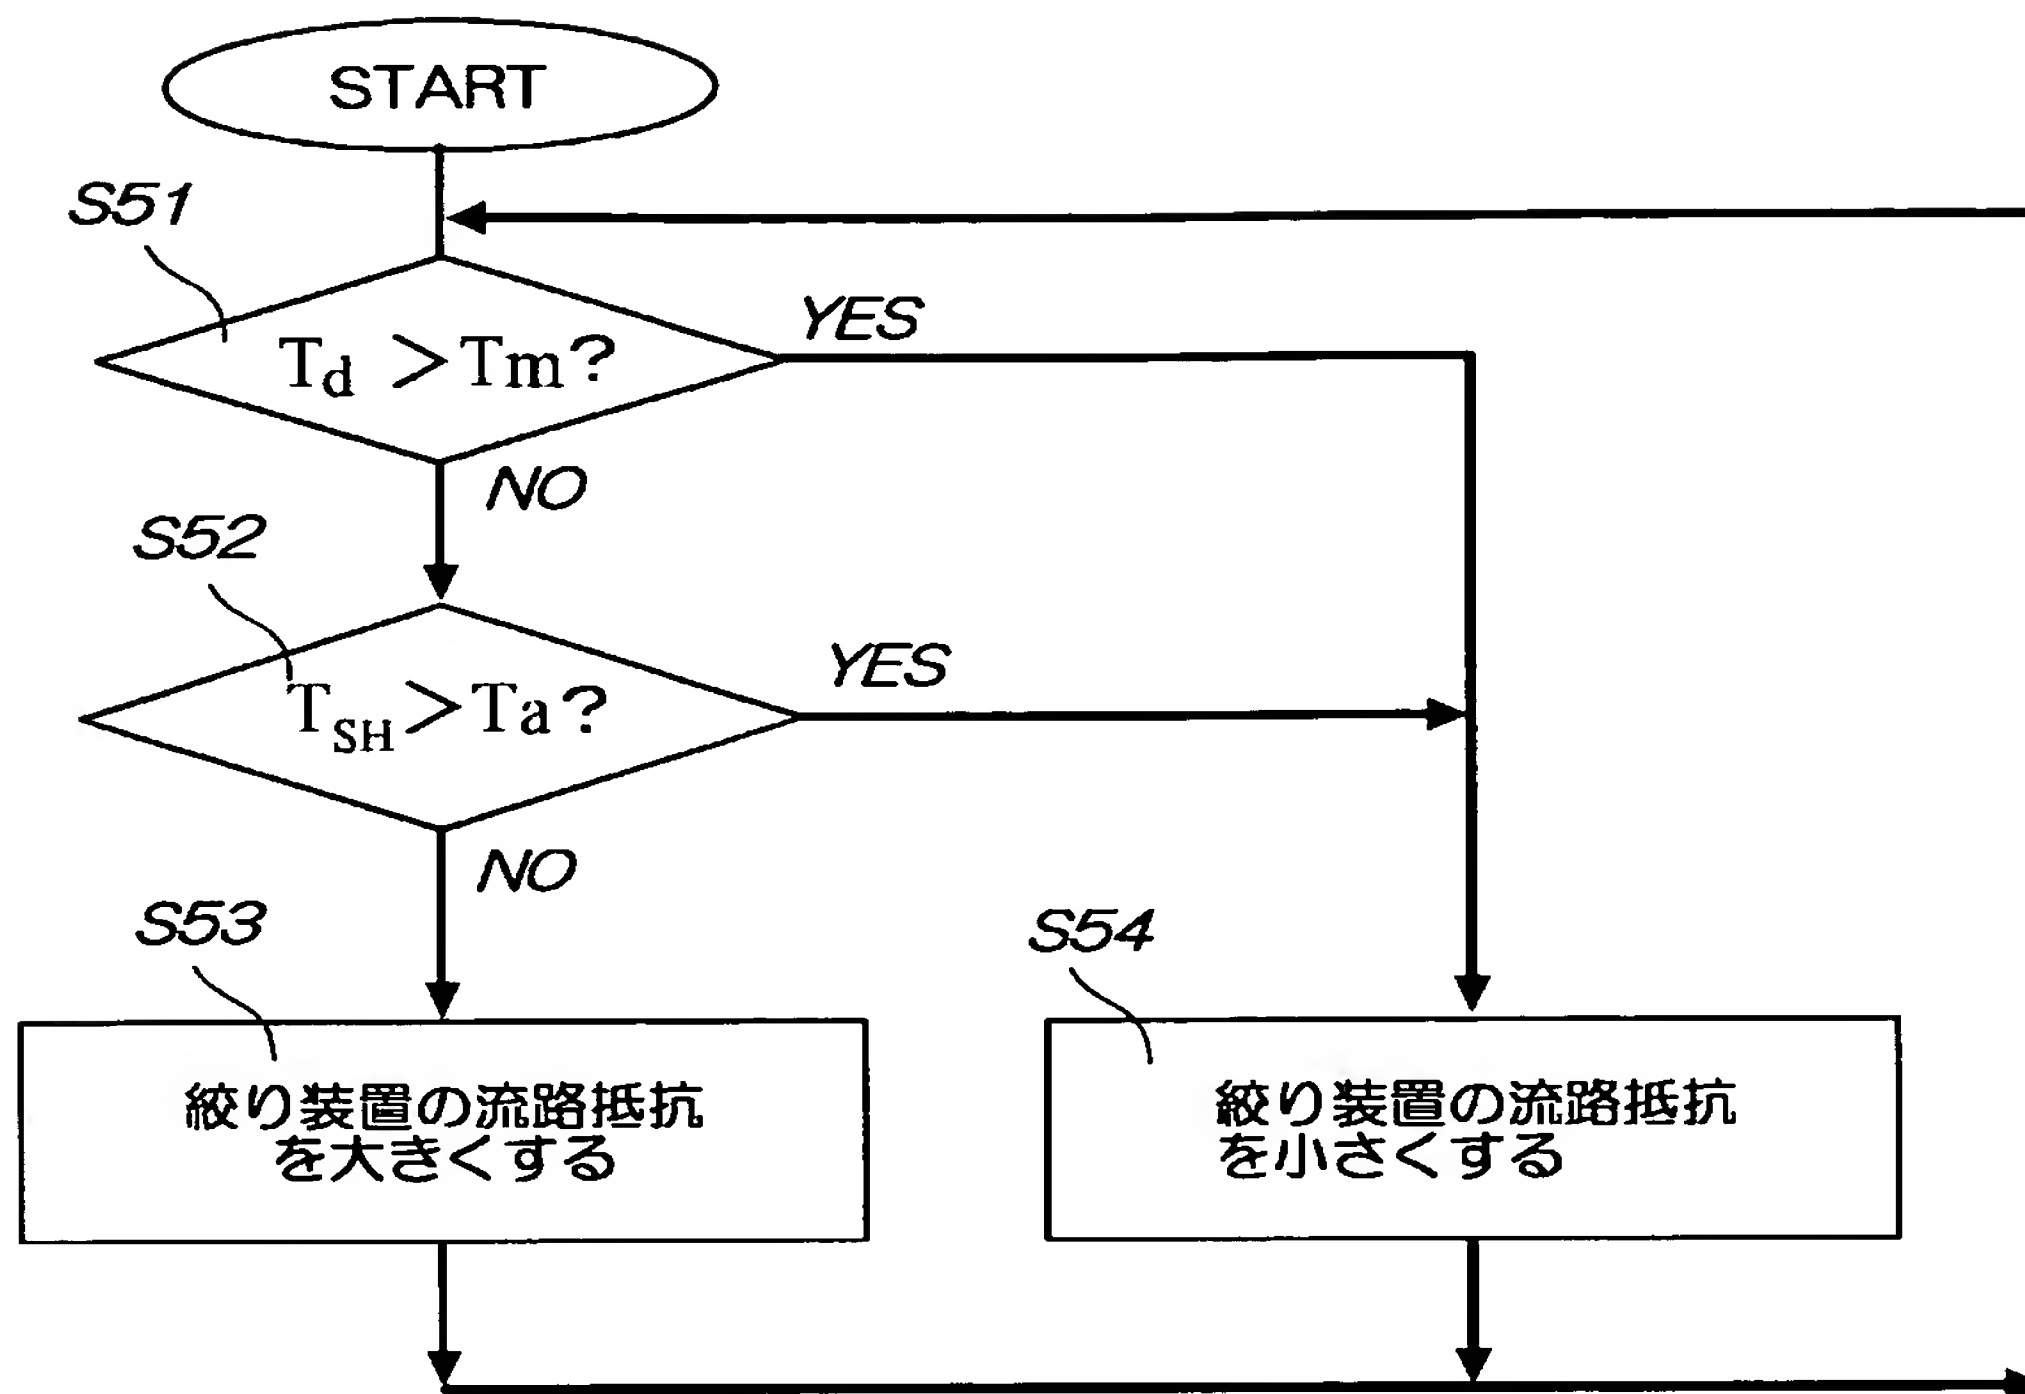 START
S51
T_d > Tm?
YES
NO
S52
T_SH > Ta?
YES
NO
S53
絞り装置の流路抵抗
を大きくする
S54
絞り装置の流路抵抗
を小さくする